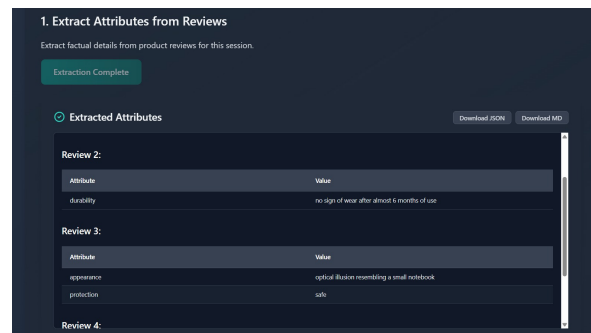 1. Extract Attributes from Reviews
Extract factual details from product reviews for this session.
Extraction Complete
Extracted Attributes
Download JSON
Download MD
Review 2:
Attribute Value
durability no sign of wear after almost 6 months of use
Review 3:
Attribute Value
appearance optical illusion resembling a small notebook
protection safe
Review 4: